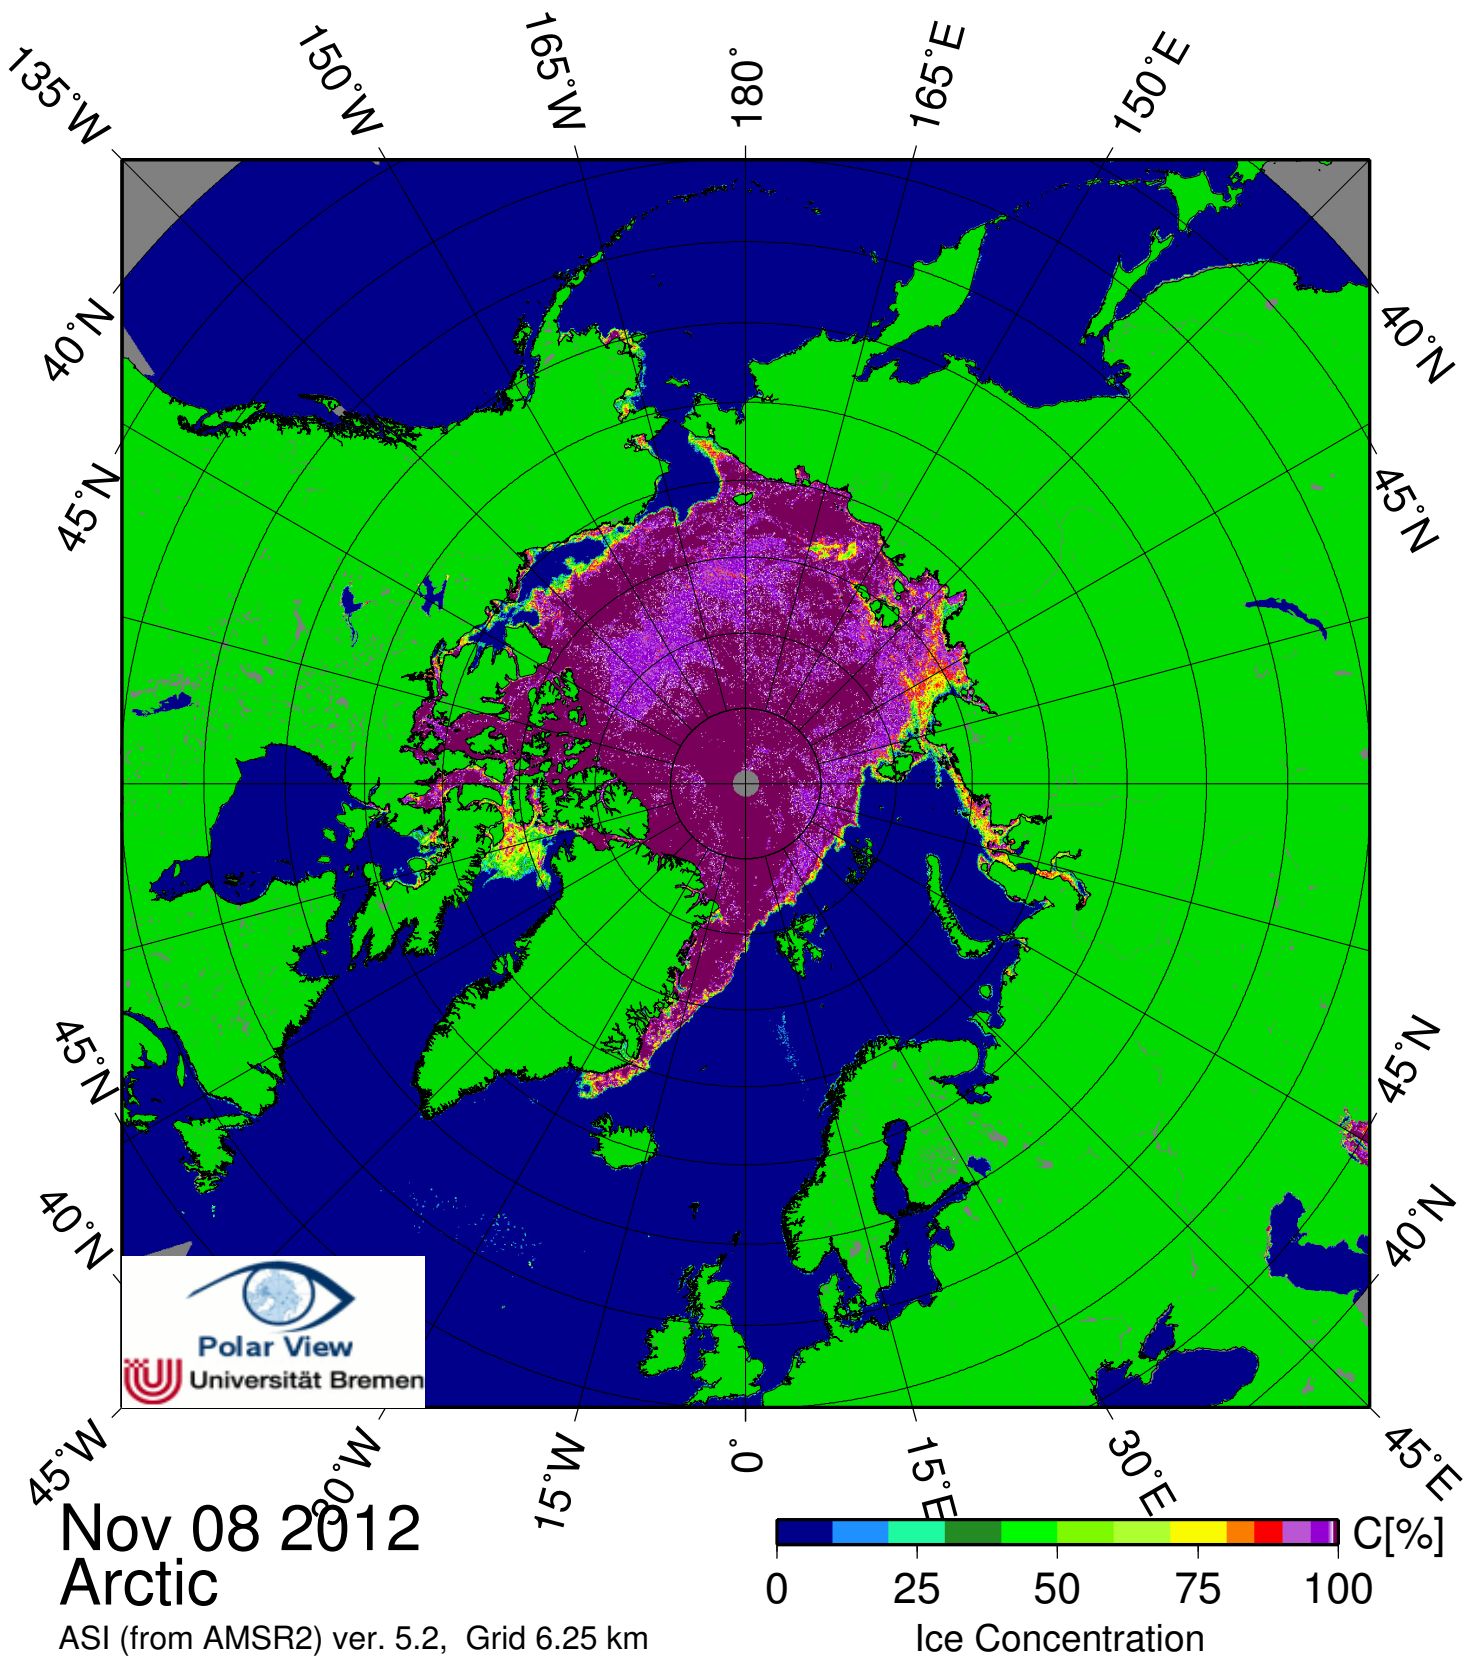 135°W
150°W
165°W
180°
165°E
150°E
40°N
40°N
45°N
45°N
45°N
45°N
40°N
40°N
Polar View
Universität Bremen
45°W
30°W
15°W
0°
15°E
30°E
45°E
Nov 08 2012
Arctic
ASI (from AMSR2) ver. 5.2, Grid 6.25 km
C[%]
0 25 50 75 100
Ice Concentration